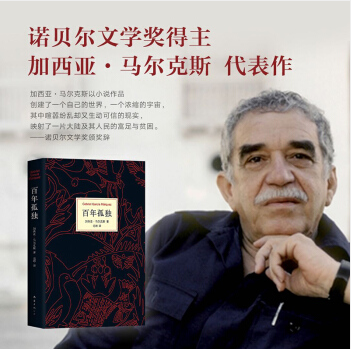 诺贝尔文学奖得主
加西亚·马尔克斯 代表作
加西亚·马尔克斯以小说作品
创建了一个自己的世界，一个浓缩的宇宙，
其中喧嚣纷乱却又生动可信的现实，
映射了一片大陆及其人民的富足与贫困。
——诺贝尔文学奖颁奖辞
百年孤独